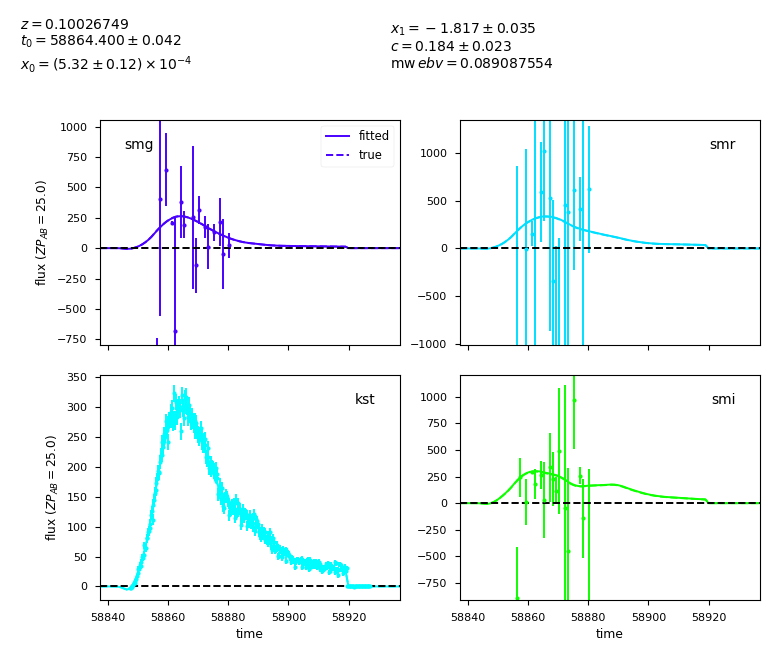 z = 0.10026749
t₀ = 58864.400 ± 0.042
x₀ = (5.32 ± 0.12) × 10⁻⁴
x₁ = −1.817 ± 0.035
c = 0.184 ± 0.023
mw ebv = 0.089087554
smg
fitted
true
1000
750
500
250
0
−250
−500
−750
flux (ZP_AB = 25.0)
smr
1000
500
0
−500
−1000
kst
350
300
250
200
150
100
50
0
flux (ZP_AB = 25.0)
58840 58860 58880 58900 58920
time
smi
1000
750
500
250
0
−250
−500
−750
58840 58860 58880 58900 58920
time